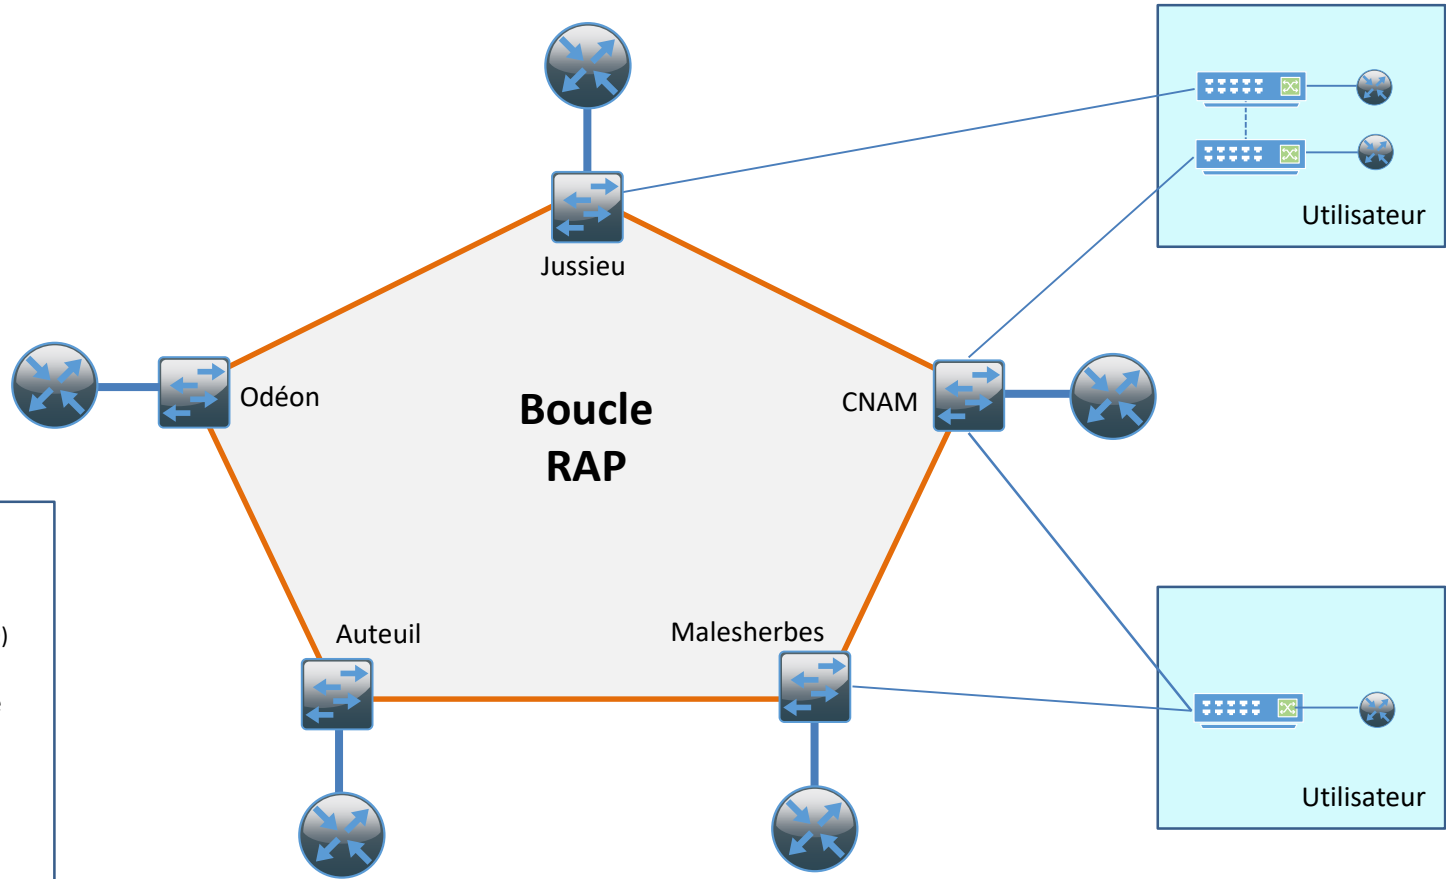 Utilisateur
Jussieu
Odéon
CNAM
Boucle
RAP
Auteuil
Malesherbes
)
Utilisateur